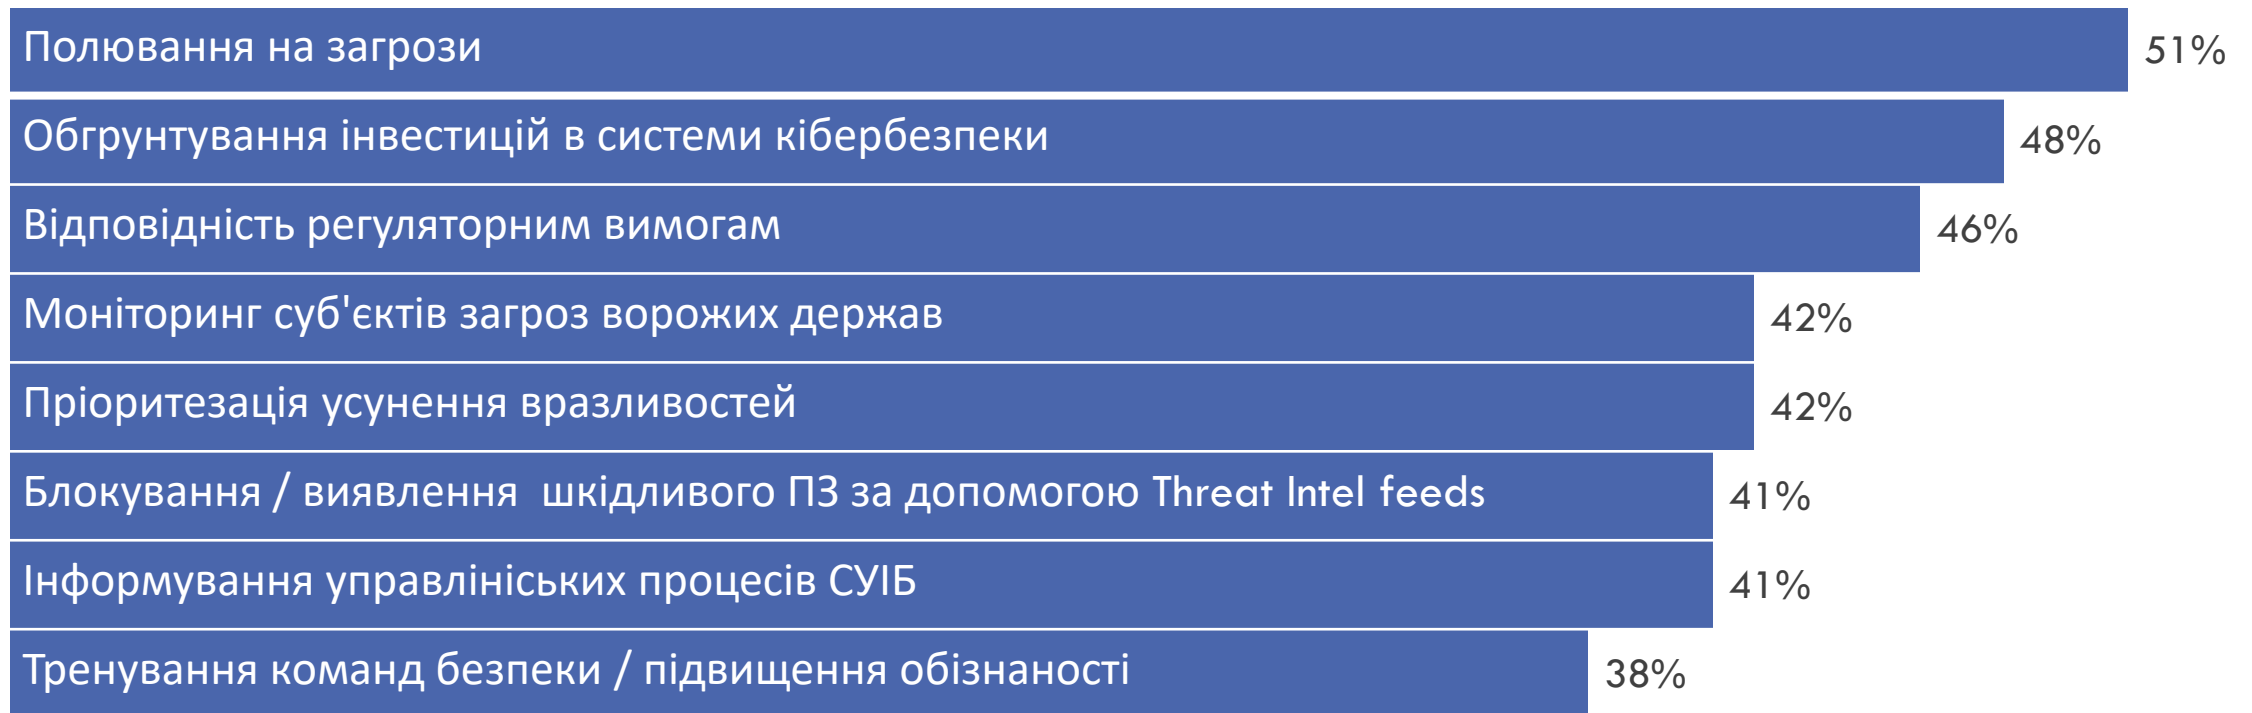 Полювання на загрози 51%
Обгрунтування інвестицій в системи кібербезпеки 48%
Відповідність регуляторним вимогам 46%
Моніторинг суб'єктів загроз ворожих держав 42%
Пріоритезація усунення вразливостей 42%
Блокування / виявлення  шкідливого ПЗ за допомогою Threat Intel feeds 41%
Інформування управлініських процесів СУІБ 41%
Тренування команд безпеки / підвищення обізнаності 38%